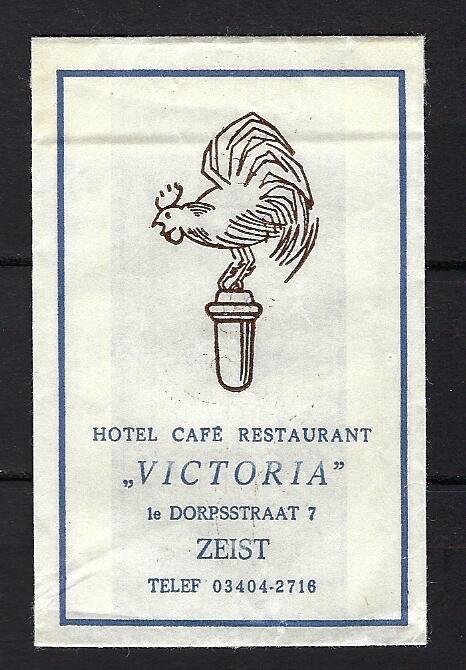 HOTEL CAFÉ RESTAURANT
„VICTORIA”
1e DORPSSTRAAT 7
ZEIST
TELEF 03404-2716